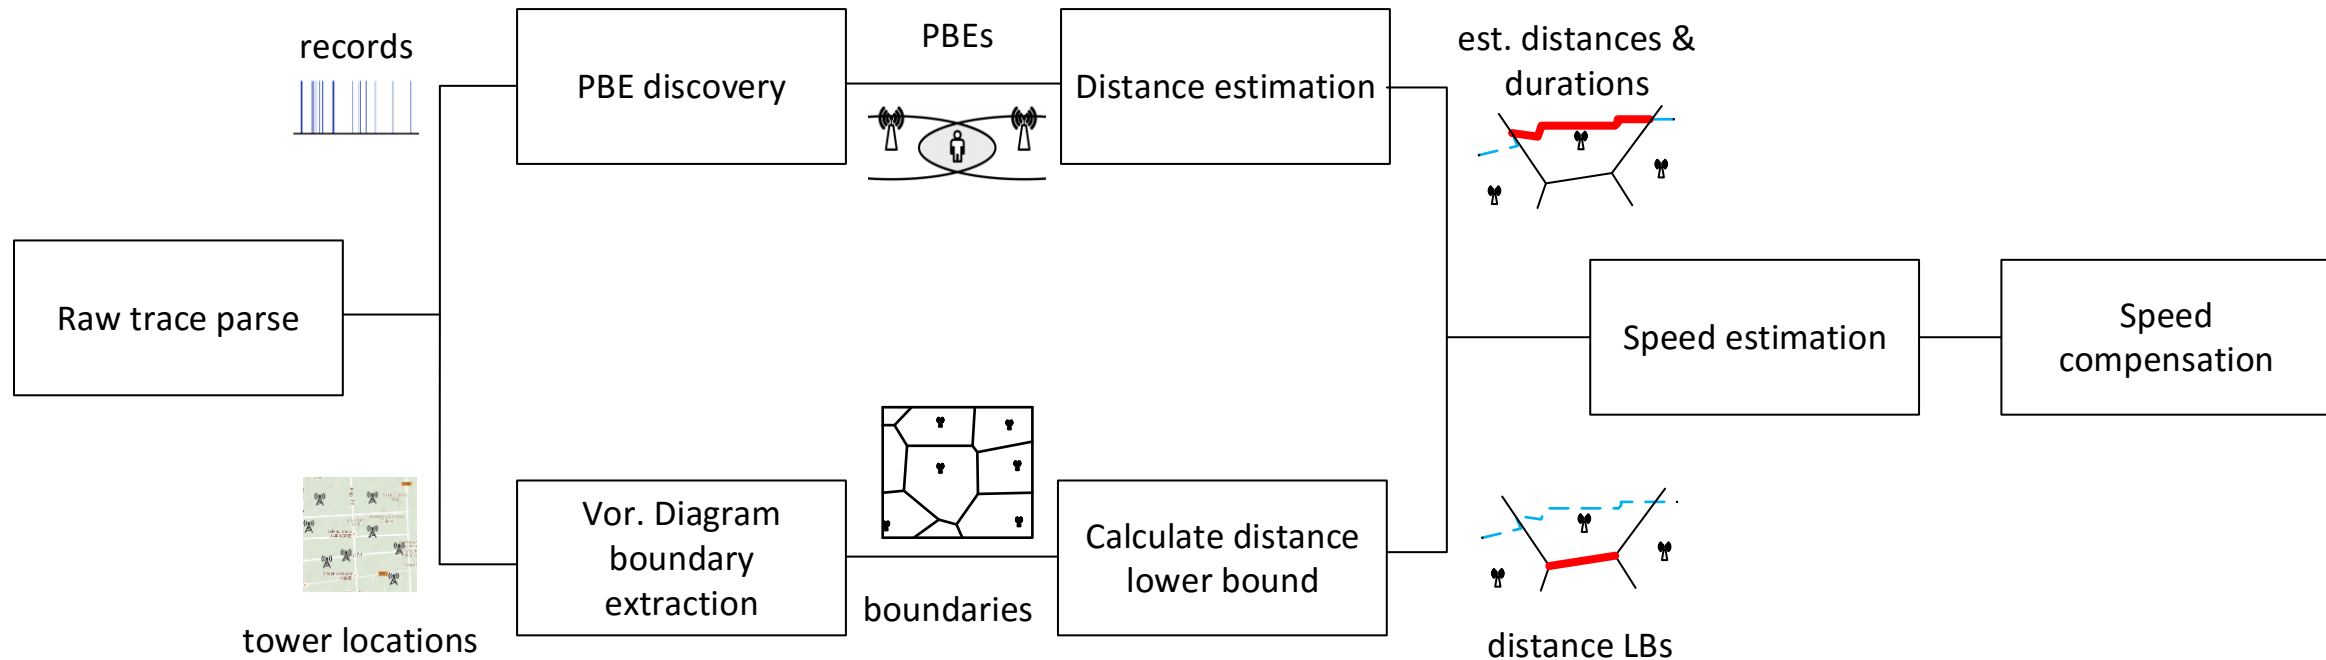 records
PBE discovery
PBEs
Distance estimation
est. distances &
durations
Raw trace parse
Speed estimation
Speed
compensation
tower locations
Vor. Diagram
boundary
extraction
boundaries
Calculate distance
lower bound
distance LBs